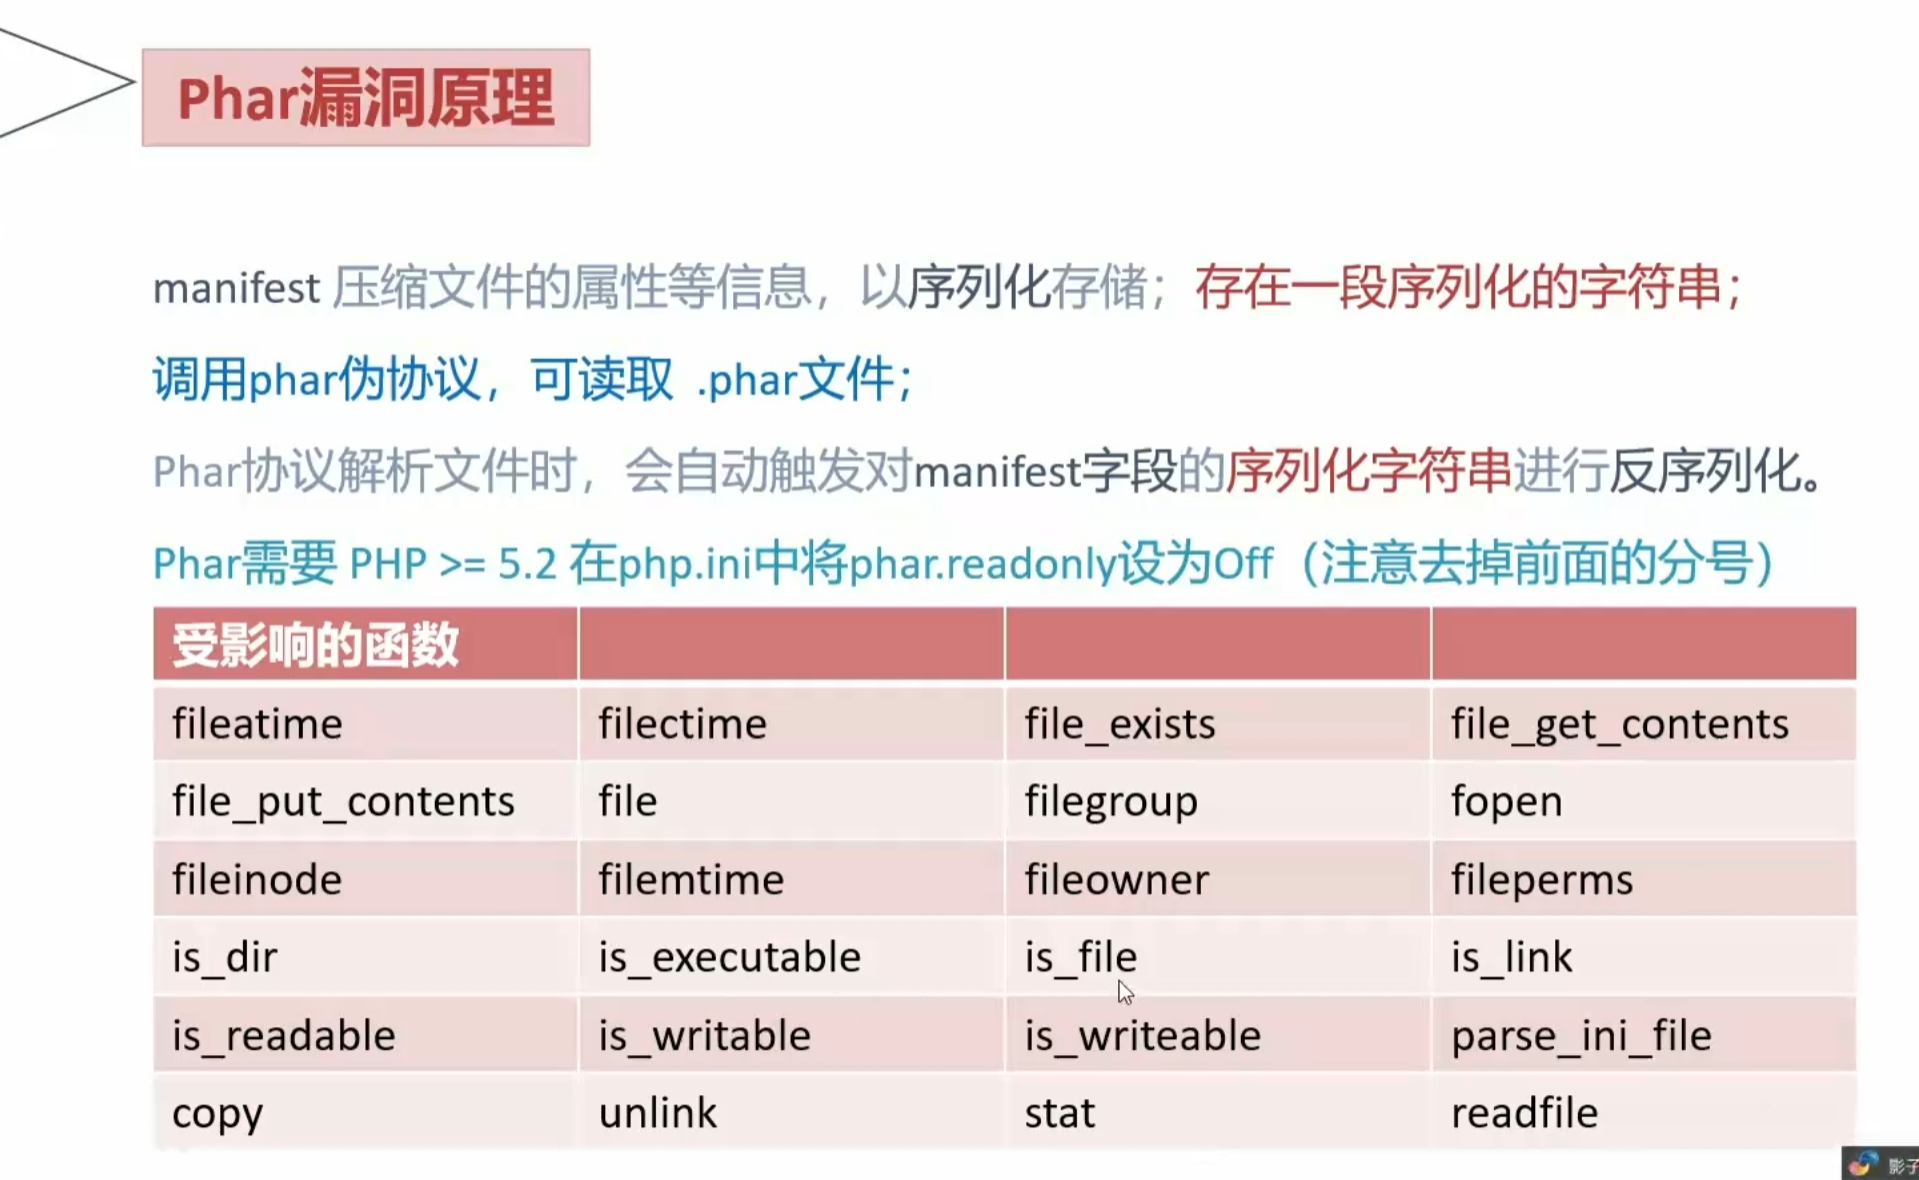 Phar漏洞原理
manifest 压缩文件的属性等信息，以序列化存储；存在一段序列化的字符串；
调用phar伪协议，可读取 .phar文件；
Phar协议解析文件时，会自动触发对manifest字段的序列化字符串进行反序列化。
Phar需要 PHP >= 5.2 在php.ini中将phar.readonly设为Off（注意去掉前面的分号）
受影响的函数
fileatime filectime file_exists file_get_contents
file_put_contents file filegroup fopen
fileinode filemtime fileowner fileperms
is_dir is_executable is_file is_link
is_readable is_writable is_writeable parse_ini_file
copy unlink stat readfile
影子